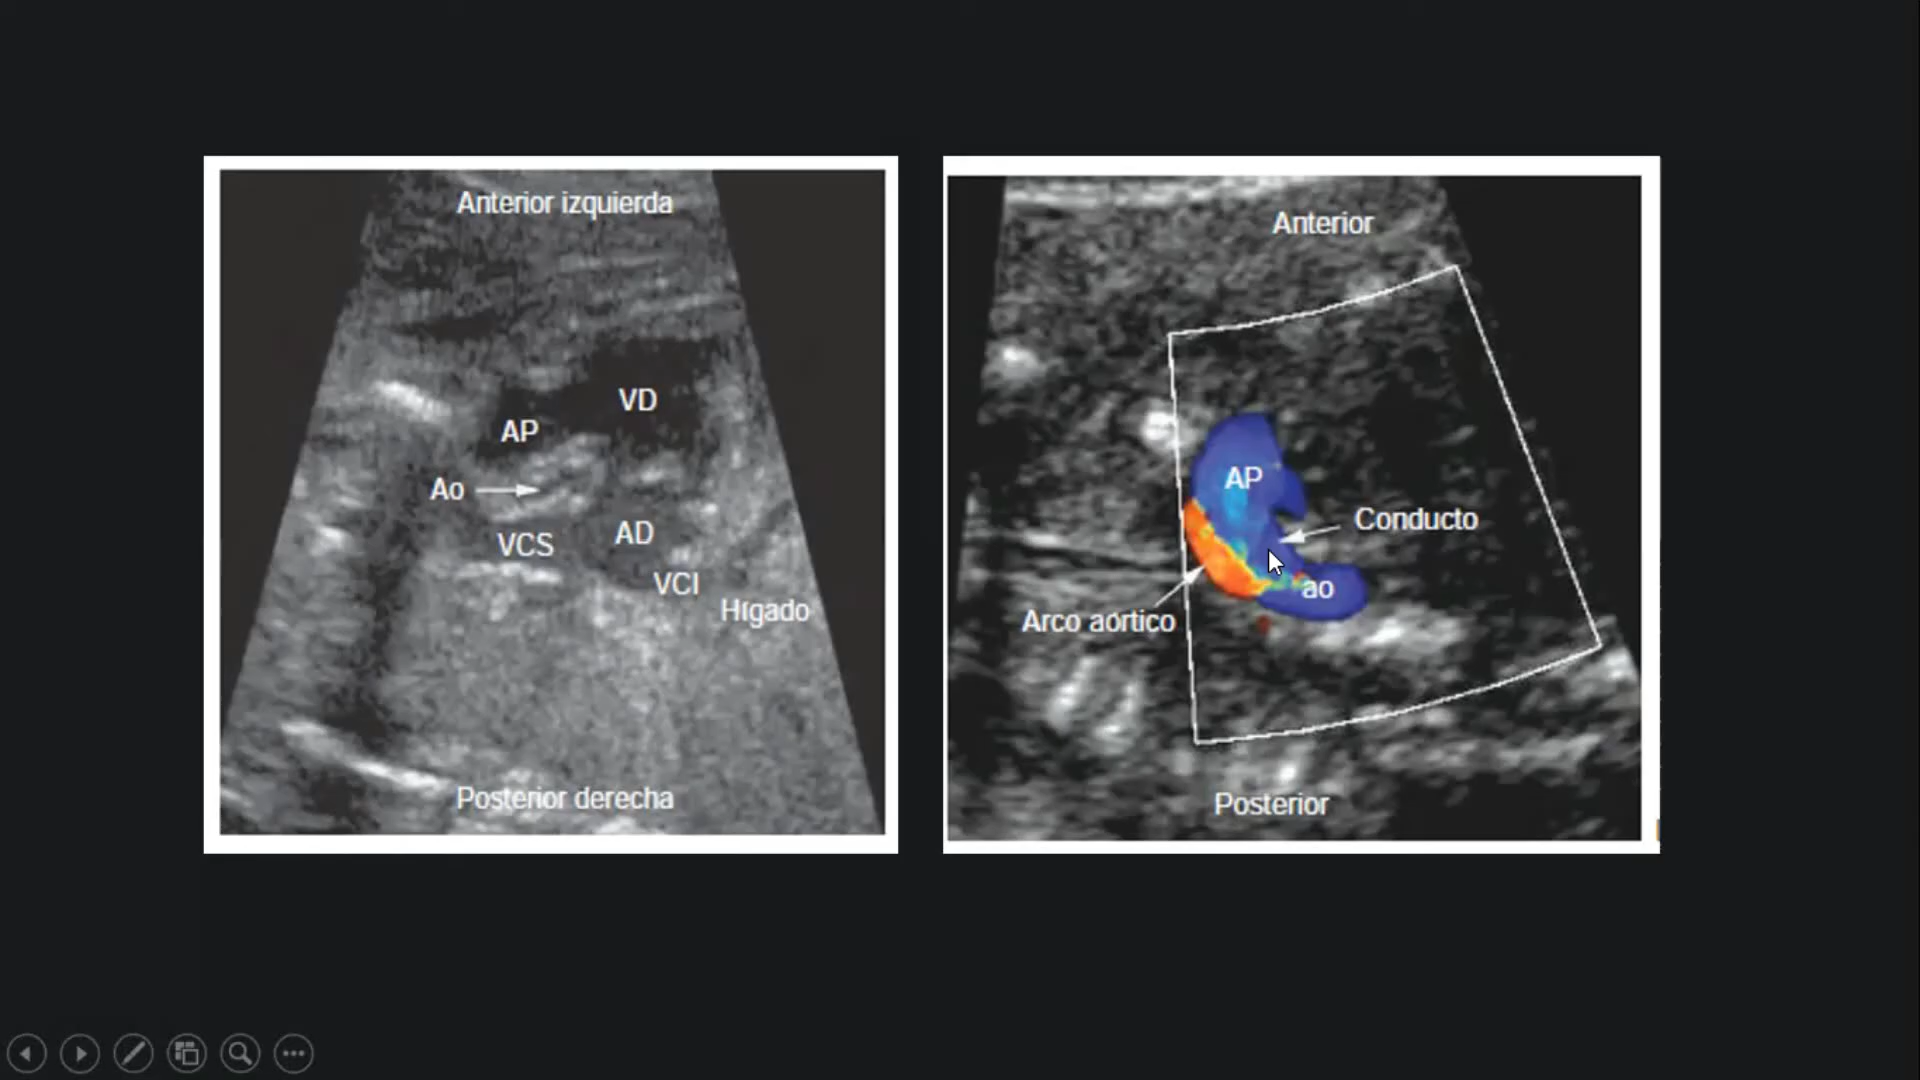 Anterior izquierda
VD
AP
Ao
VCS
AD
VCI
Hígado
Posterior derecha
Anterior
AP
Conducto
ao
Arco aórtico
Posterior